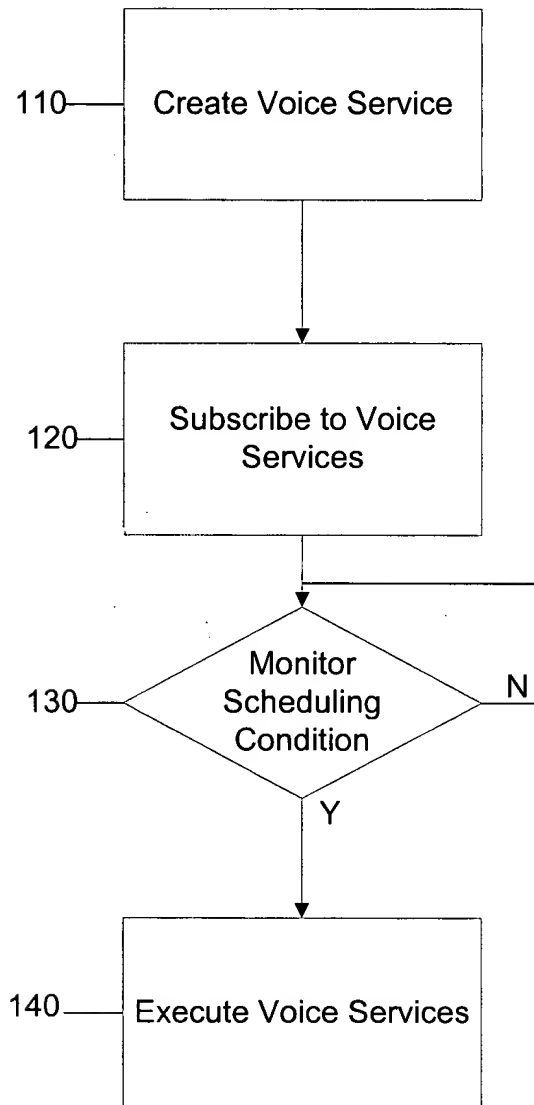 110
Create Voice Service
120
Subscribe to Voice
Services
130
Monitor
Scheduling
Condition
N
Y
140
Execute Voice Services